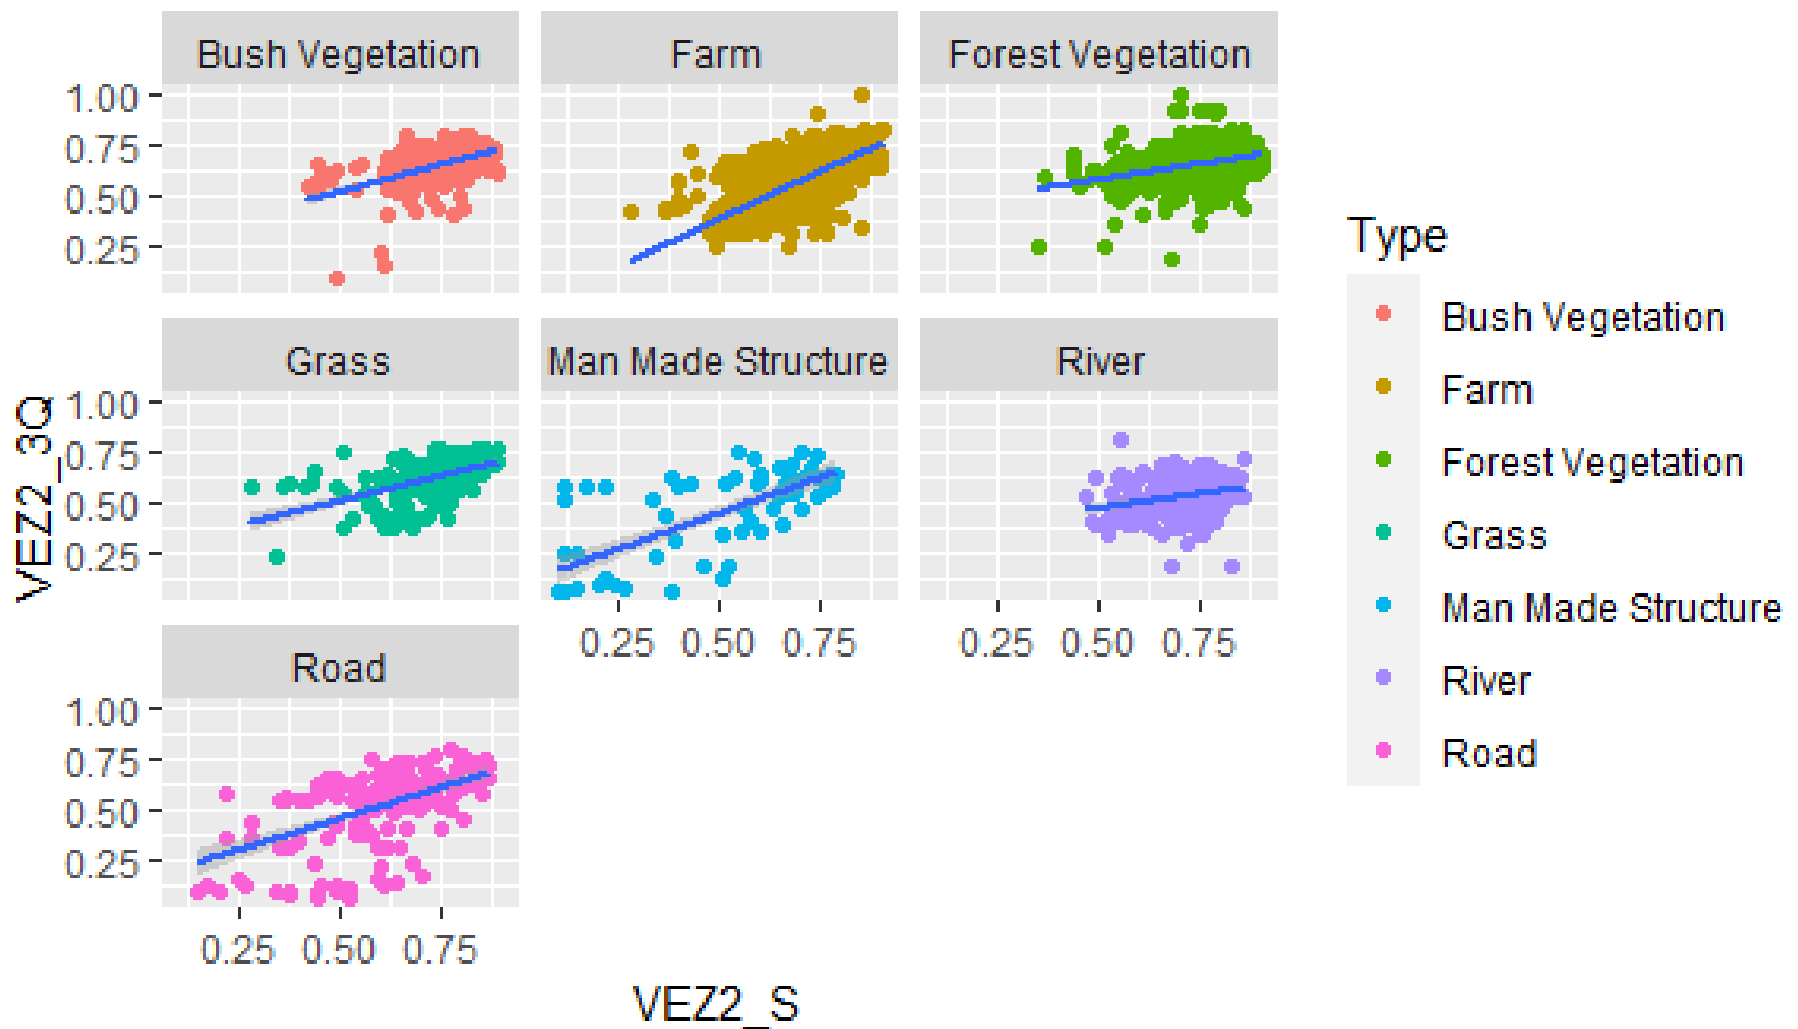 Bush Vegetation
Farm
Forest Vegetation
1.00
0.75
0.50
0.25
Grass
Man Made Structure
River
1.00
0.75
0.50
0.25
0.25 0.50 0.75
0.25 0.50 0.75
Road
1.00
0.75
0.50
0.25
0.25 0.50 0.75
VEZ2_3Q
VEZ2_S
Type
Bush Vegetation
Farm
Forest Vegetation
Grass
Man Made Structure
River
Road